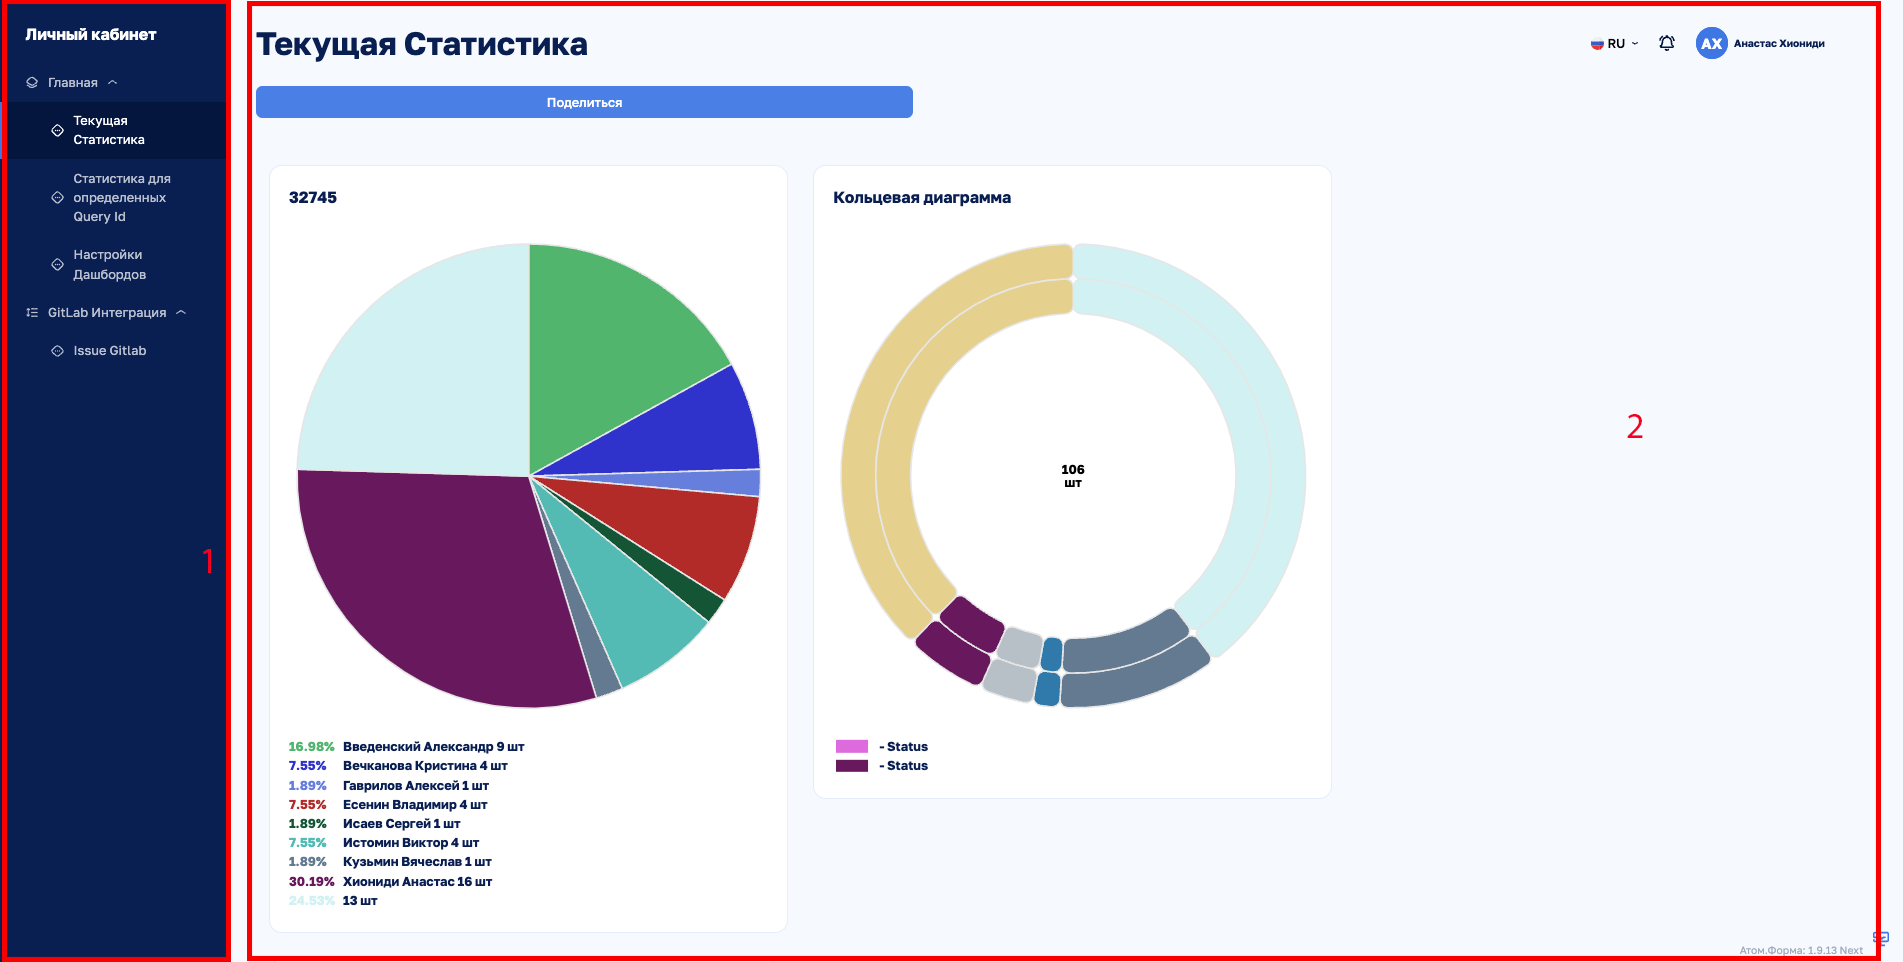 Личный кабинет
Главная
Текущая
Статистика
Статистика для
определенных
Query Id
Настройки
Дашбордов
GitLab Интеграция
Issue Gitlab
1
Текущая Статистика
RU
АХ
Анастас Хиониди
Поделиться
32745
16.98% Введенский Александр 9 шт
7.55% Вечканова Кристина 4 шт
1.89% Гаврилов Алексей 1 шт
7.55% Есенин Владимир 4 шт
1.89% Исаев Сергей 1 шт
7.55% Истомин Виктор 4 шт
1.89% Кузьмин Вячеслав 1 шт
30.19% Хиониди Анастас 16 шт
24.53% 13 шт
Кольцевая диаграмма
106
шт
- Status
- Status
2
Атом.Форма: 1.9.13 Next